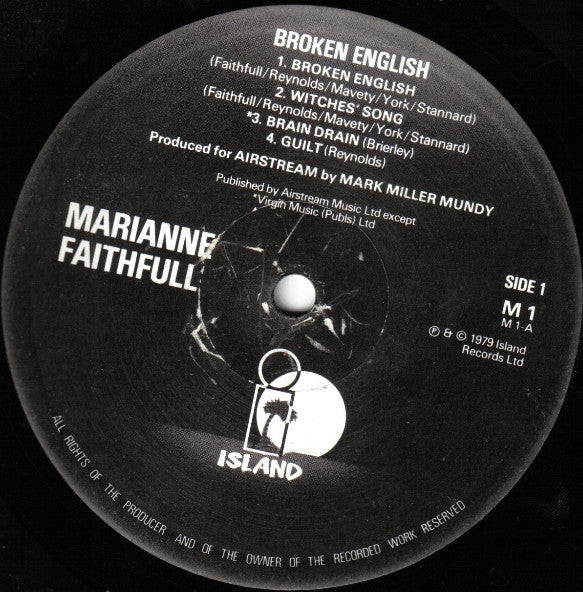 BROKEN ENGLISH
1. BROKEN ENGLISH
(Faithfull/Reynolds/Mavety/York/Stannard)
2. WITCHES' SONG
(Faithfull/Reynolds/Mavety/York/Stannard)
*3. BRAIN DRAIN (Brierley)
4. GUILT (Reynolds)
Produced for AIRSTREAM by MARK MILLER MUNDY
Published by Airstream Music Ltd except
*Virgin Music (Publs) Ltd
MARIANNE
FAITHFULL
SIDE 1
M 1
M 1-A
℗ & © 1979 Island
Records Ltd
ISLAND
ALL RIGHTS OF THE PRODUCER AND OF THE OWNER OF THE RECORDED WORK RESERVED